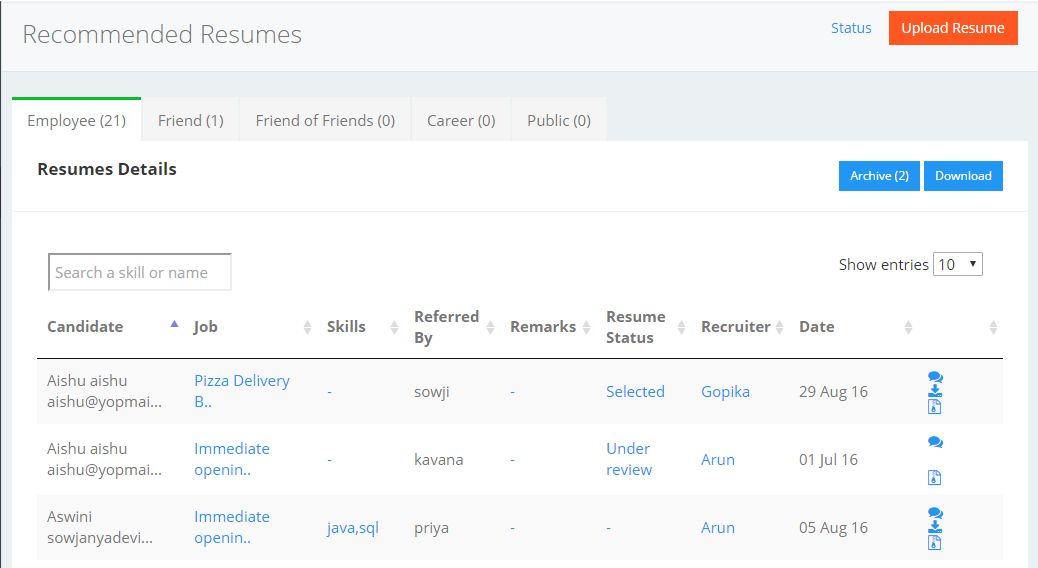 Recommended Resumes
Status
Upload Resume
Employee (21)
Friend (1)
Friend of Friends (0)
Career (0)
Public (0)
Resumes Details
Archive (2)
Download
Search a skill or name
Show entries 10
Candidate Job Skills Referred By Remarks Resume Status Recruiter Date
Aishu aishu
aishu@yopmai...
Pizza Delivery
B..
-
sowji
-
Selected
Gopika
29 Aug 16
Aishu aishu
aishu@yopmai...
Immediate
openin..
-
kavana
-
Under
review
Arun
01 Jul 16
Aswini
sowjanyadevi...
Immediate
openin..
java,sql
priya
-
-
Arun
05 Aug 16